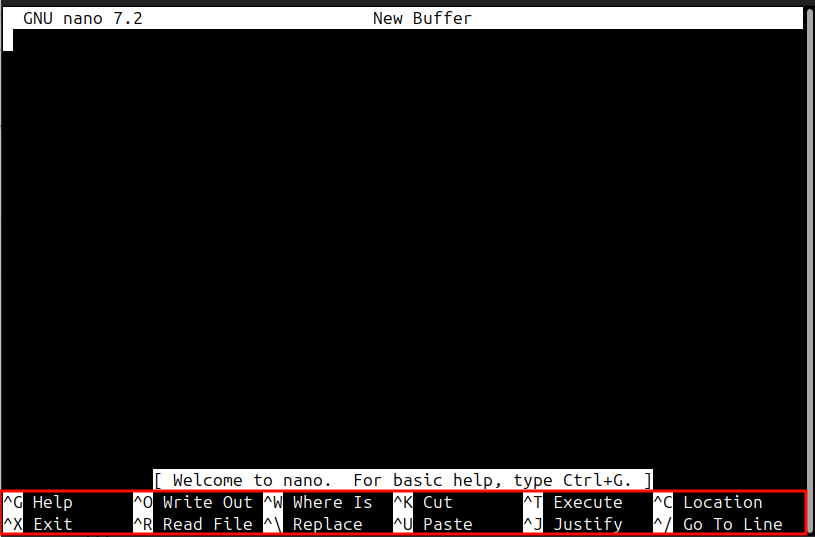 GNU nano 7.2 New Buffer
[ Welcome to nano.  For basic help, type Ctrl+G. ]
^G Help ^O Write Out ^W Where Is ^K Cut ^T Execute ^C Location
^X Exit ^R Read File ^\ Replace ^U Paste ^J Justify ^/ Go To Line